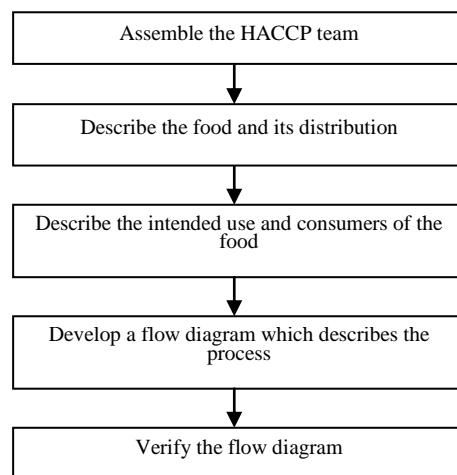 Assemble the HACCP team
Describe the food and its distribution
Describe the intended use and consumers of the
food
Develop a flow diagram which describes the
process
Verify the flow diagram